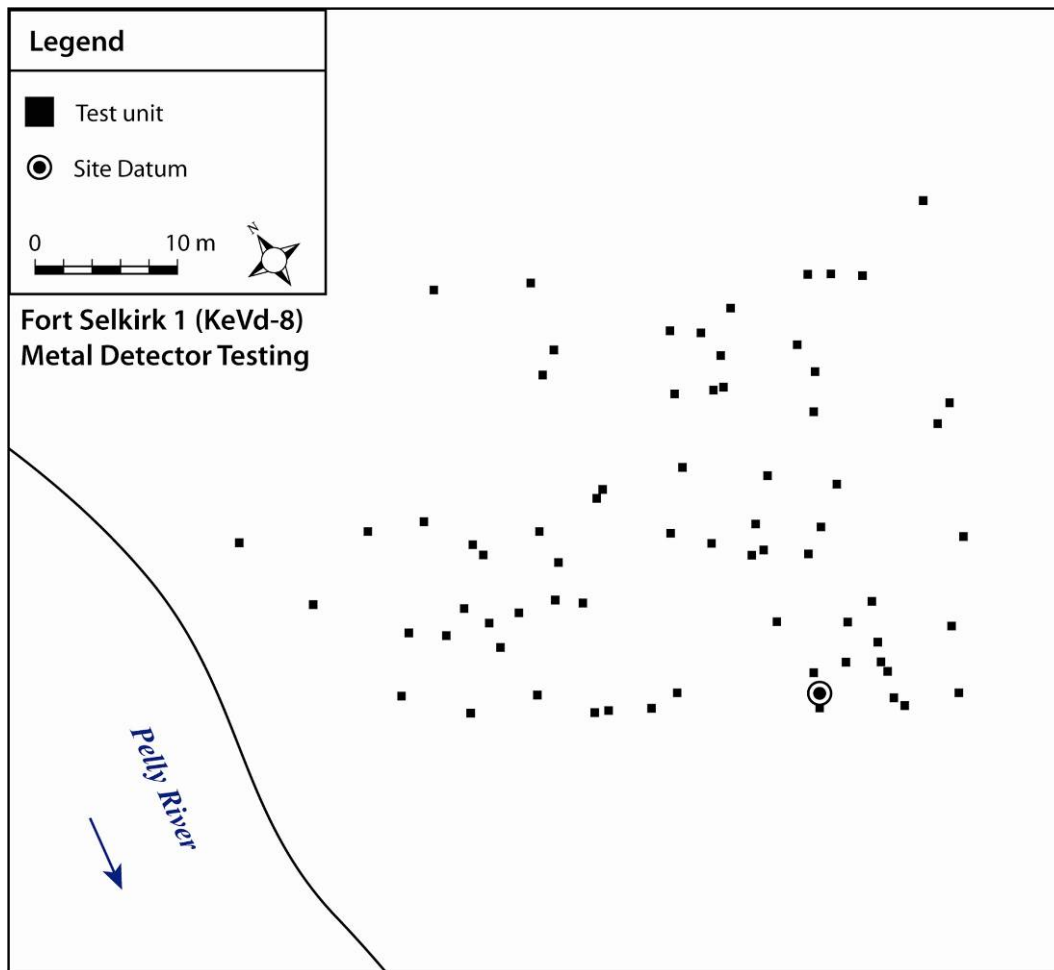 Legend
Test unit
Site Datum
0 10 m
N
Fort Selkirk 1 (KeVd-8)
Metal Detector Testing
Pelly River